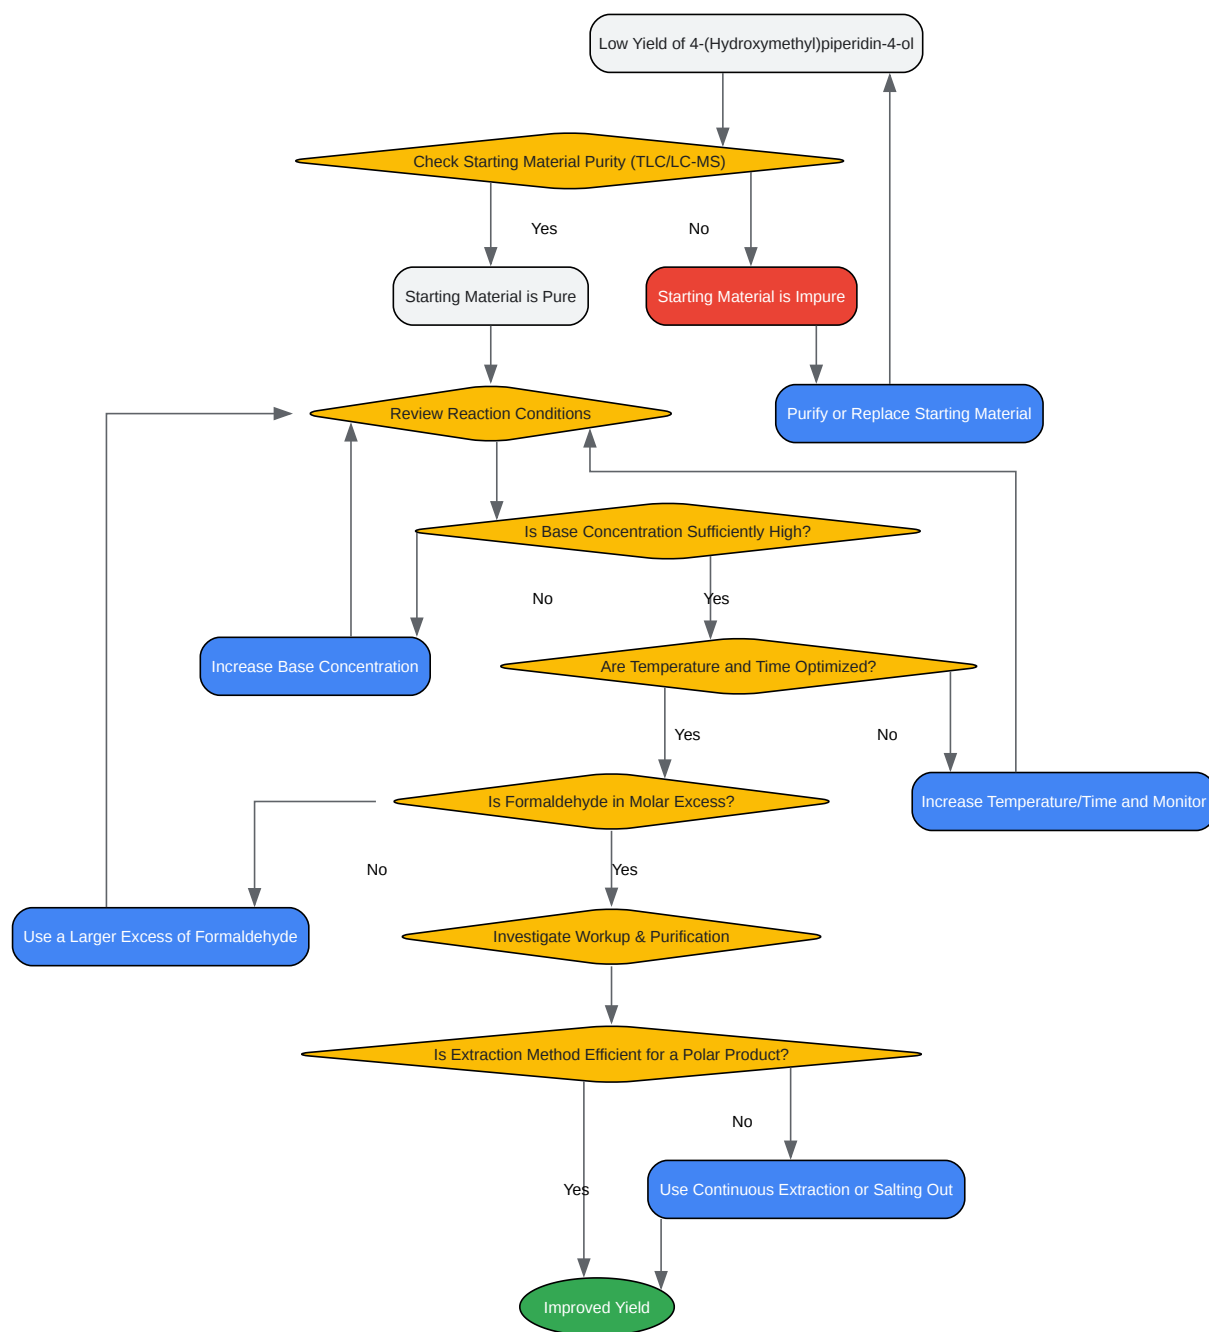 Low Yield of 4-(Hydroxymethyl)piperidin-4-ol
Check Starting Material Purity (TLC/LC-MS)
Yes
No
Starting Material is Pure
Starting Material is Impure
Review Reaction Conditions
Purify or Replace Starting Material
Is Base Concentration Sufficiently High?
No
Yes
Increase Base Concentration
Are Temperature and Time Optimized?
Yes
No
Is Formaldehyde in Molar Excess?
Increase Temperature/Time and Monitor
No
Yes
Use a Larger Excess of Formaldehyde
Investigate Workup & Purification
Is Extraction Method Efficient for a Polar Product?
No
Yes
Use Continuous Extraction or Salting Out
Improved Yield